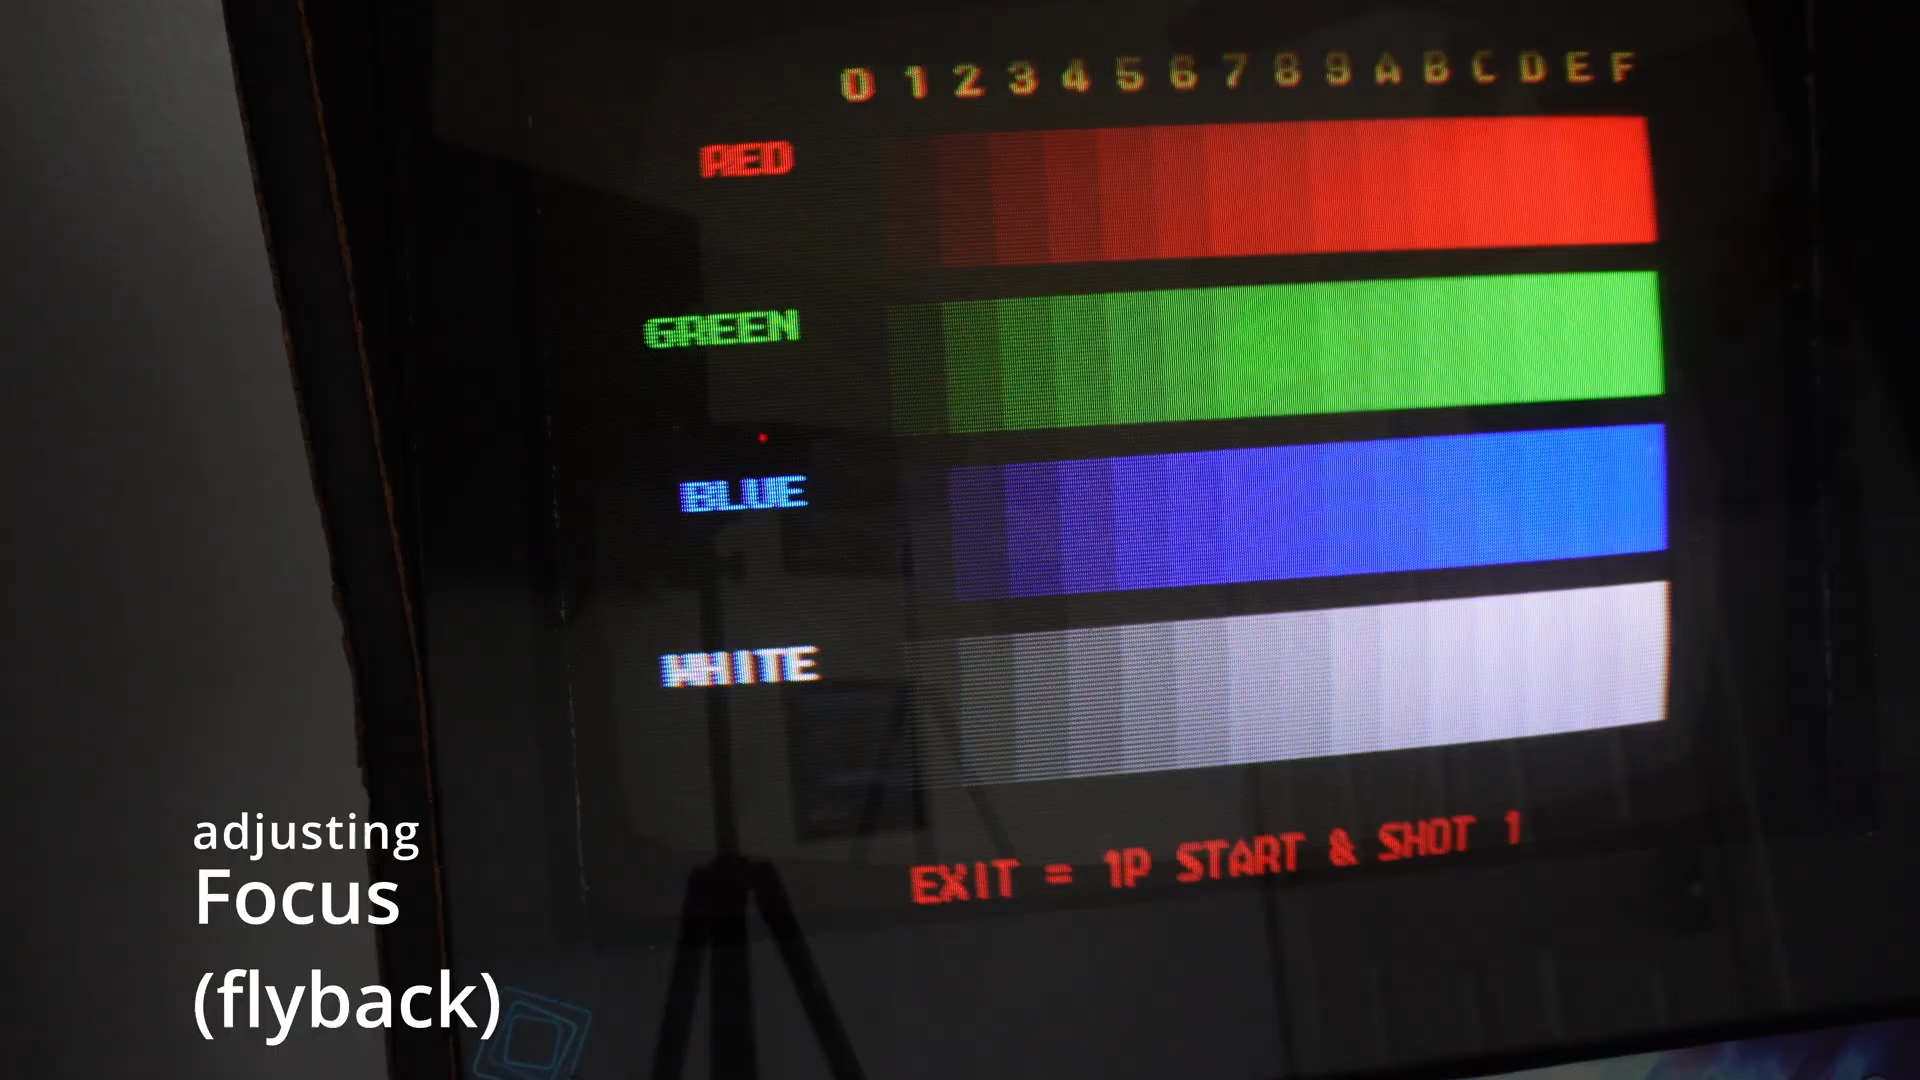 0 1 2 3 4 5 6 7 8 9 A B C D E F
RED
GREEN
BLUE
WHITE
EXIT = 1P START & SHOT 1
adjusting
Focus
(flyback)